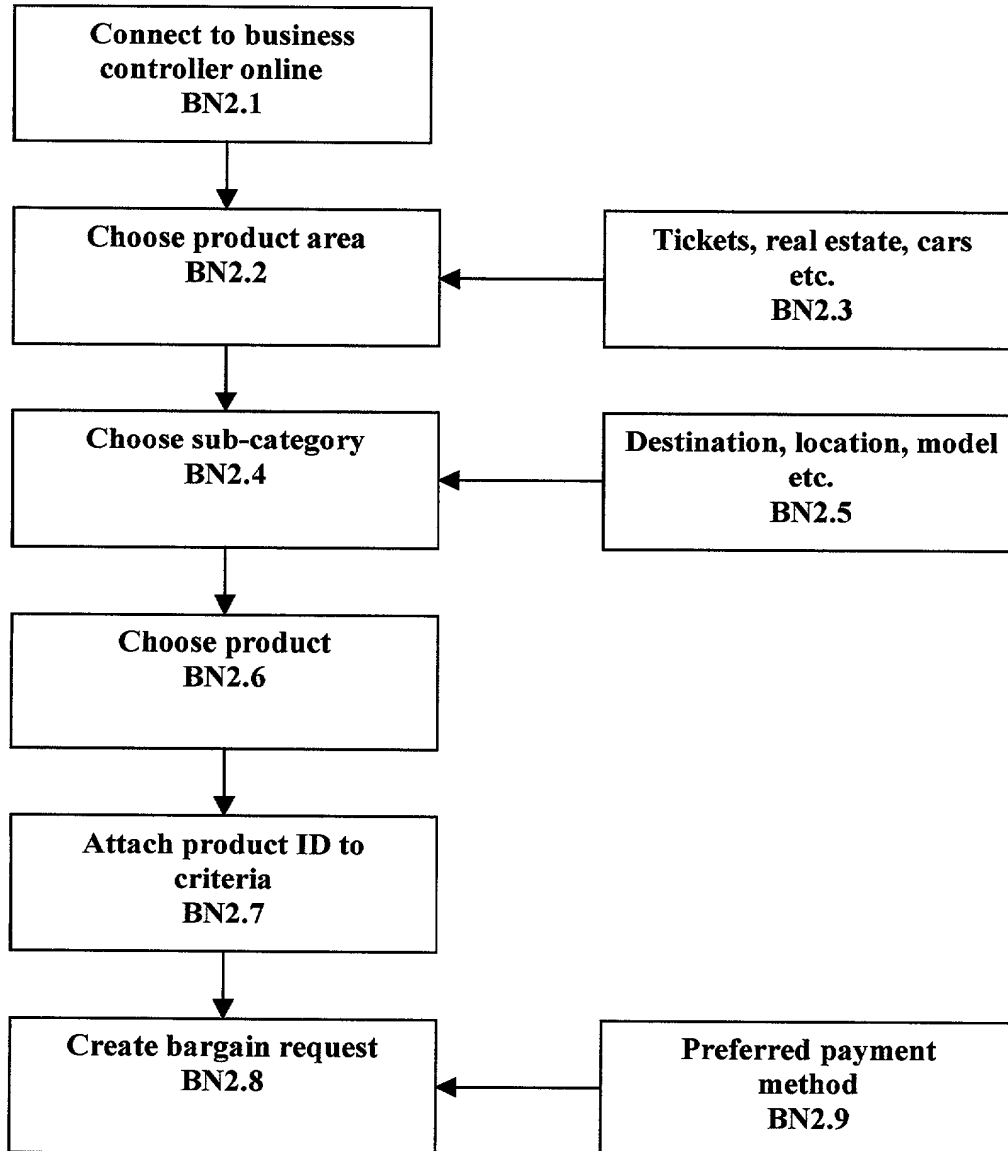 Connect to business
controller online
BN2.1
Choose product area
BN2.2
Tickets, real estate, cars
etc.
BN2.3
Choose sub-category
BN2.4
Destination, location, model
etc.
BN2.5
Choose product
BN2.6
Attach product ID to
criteria
BN2.7
Create bargain request
BN2.8
Preferred payment
method
BN2.9